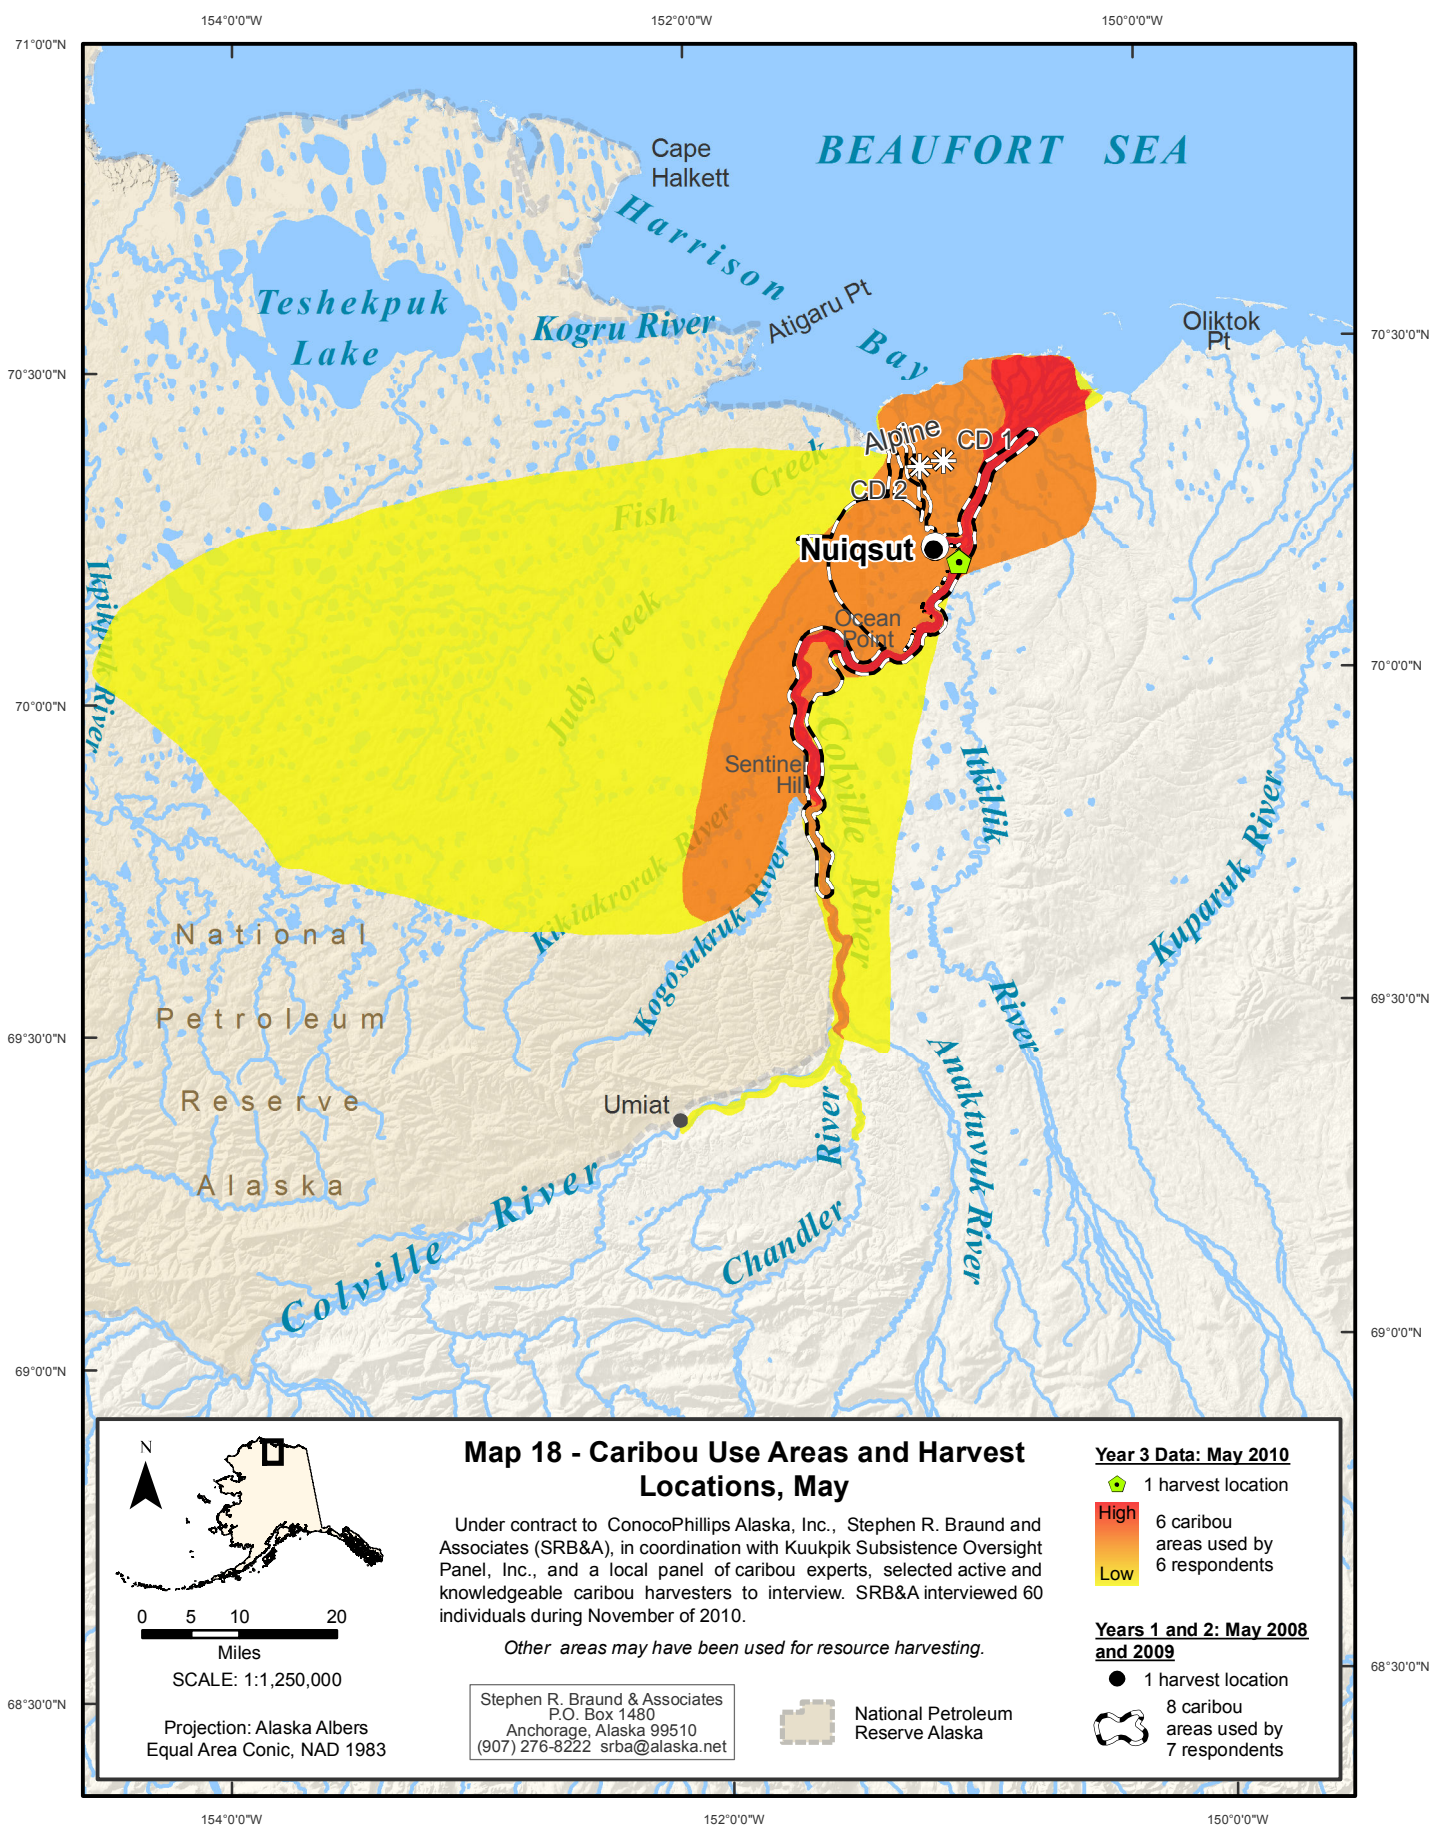 154°0'0"W
152°0'0"W
150°0'0"W
71°0'0"N
70°30'0"N
70°0'0"N
69°30'0"N
69°0'0"N
68°30'0"N
70°30'0"N
70°0'0"N
69°30'0"N
69°0'0"N
68°30'0"N
BEAUFORT SEA
Cape
Halkett
Harrison
Bay
Teshekpuk
Lake
Kogru River
Atigaru Pt
Oliktok
Pt
Alpine
CD 1
CD 2
Fish
Creek
Nuiqsut
Ikpikpuk River
Judy Creek
Ocean
Point
Sentinel
Hill
Colville River
Itkillik
River
Kuparuk River
Kikiakrorak River
Kogosukruk River
National
Petroleum
Reserve
Alaska
Umiat
Anaktuvuk River
Chandler
River
Colville River
N
0 5 10 20
Miles
SCALE: 1:1,250,000
Projection: Alaska Albers
Equal Area Conic, NAD 1983
Map 18 - Caribou Use Areas and Harvest
Locations, May
Under contract to ConocoPhillips Alaska, Inc., Stephen R. Braund and
Associates (SRB&A), in coordination with Kuukpik Subsistence Oversight
Panel, Inc., and a local panel of caribou experts, selected active and
knowledgeable caribou harvesters to interview. SRB&A interviewed 60
individuals during November of 2010.
Other areas may have been used for resource harvesting.
Stephen R. Braund & Associates
P.O. Box 1480
Anchorage, Alaska 99510
(907) 276-8222 srba@alaska.net
National Petroleum
Reserve Alaska
Year 3 Data: May 2010
1 harvest location
High
Low
6 caribou
areas used by
6 respondents
Years 1 and 2: May 2008
and 2009
1 harvest location
8 caribou
areas used by
7 respondents
154°0'0"W
152°0'0"W
150°0'0"W